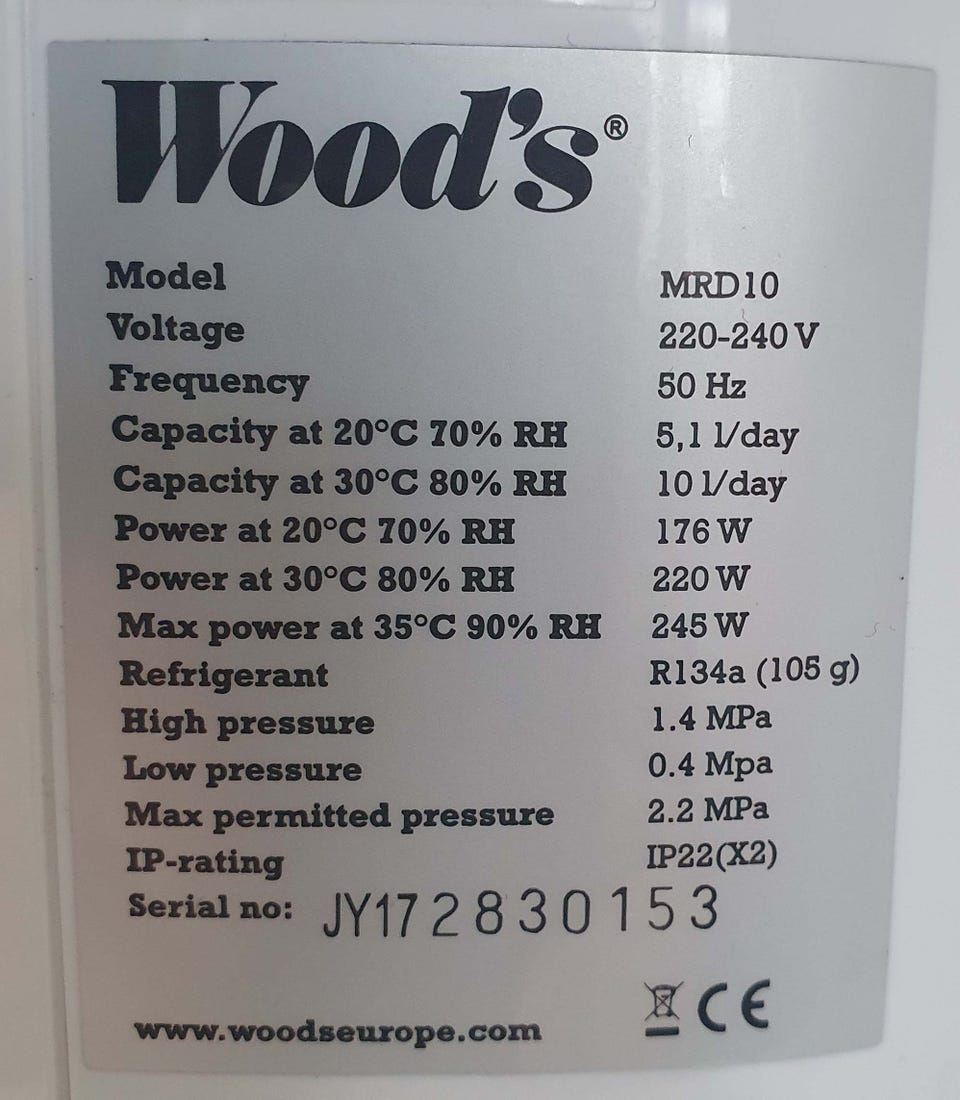 Wood's®
Model MRD10
Voltage 220-240 V
Frequency 50 Hz
Capacity at 20°C 70% RH 5,1 l/day
Capacity at 30°C 80% RH 10 l/day
Power at 20°C 70% RH 176 W
Power at 30°C 80% RH 220 W
Max power at 35°C 90% RH 245 W
Refrigerant R134a (105 g)
High pressure 1.4 MPa
Low pressure 0.4 Mpa
Max permitted pressure 2.2 MPa
IP-rating IP22(X2)
Serial no: JY172830153
www.woodseurope.com CE